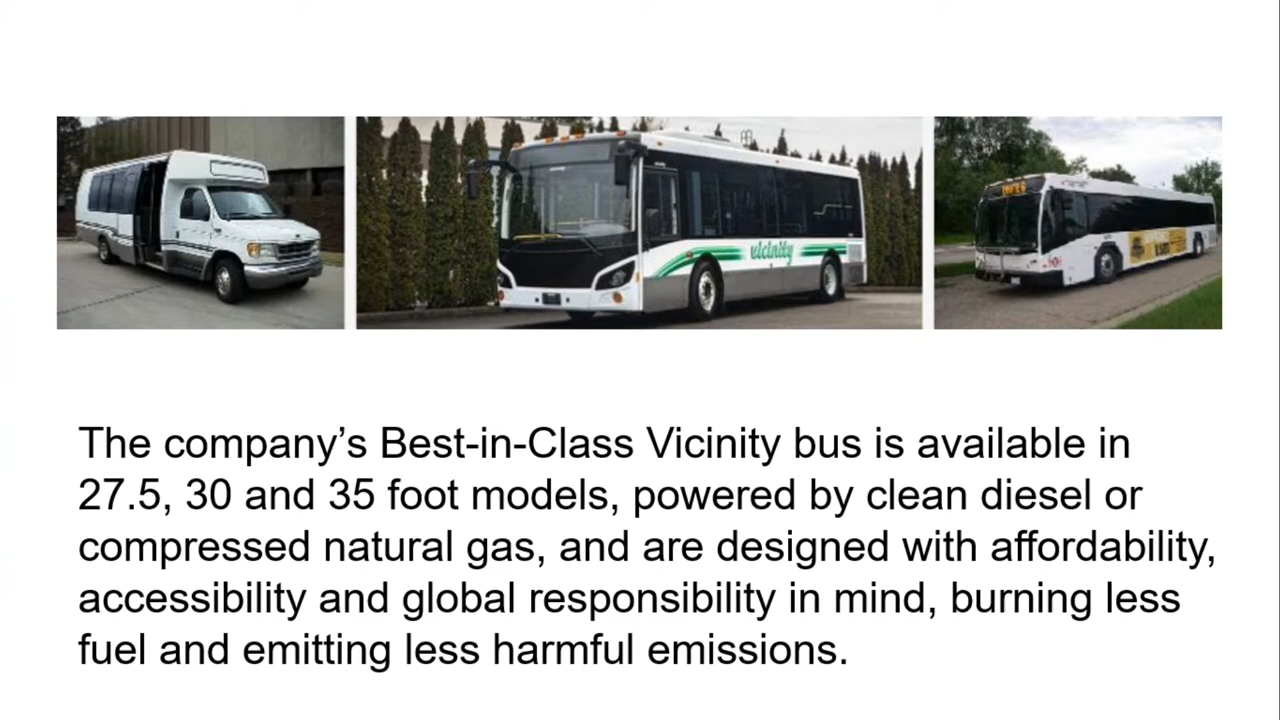 vicinity
The company’s Best-in-Class Vicinity bus is available in
27.5, 30 and 35 foot models, powered by clean diesel or
compressed natural gas, and are designed with affordability,
accessibility and global responsibility in mind, burning less
fuel and emitting less harmful emissions.